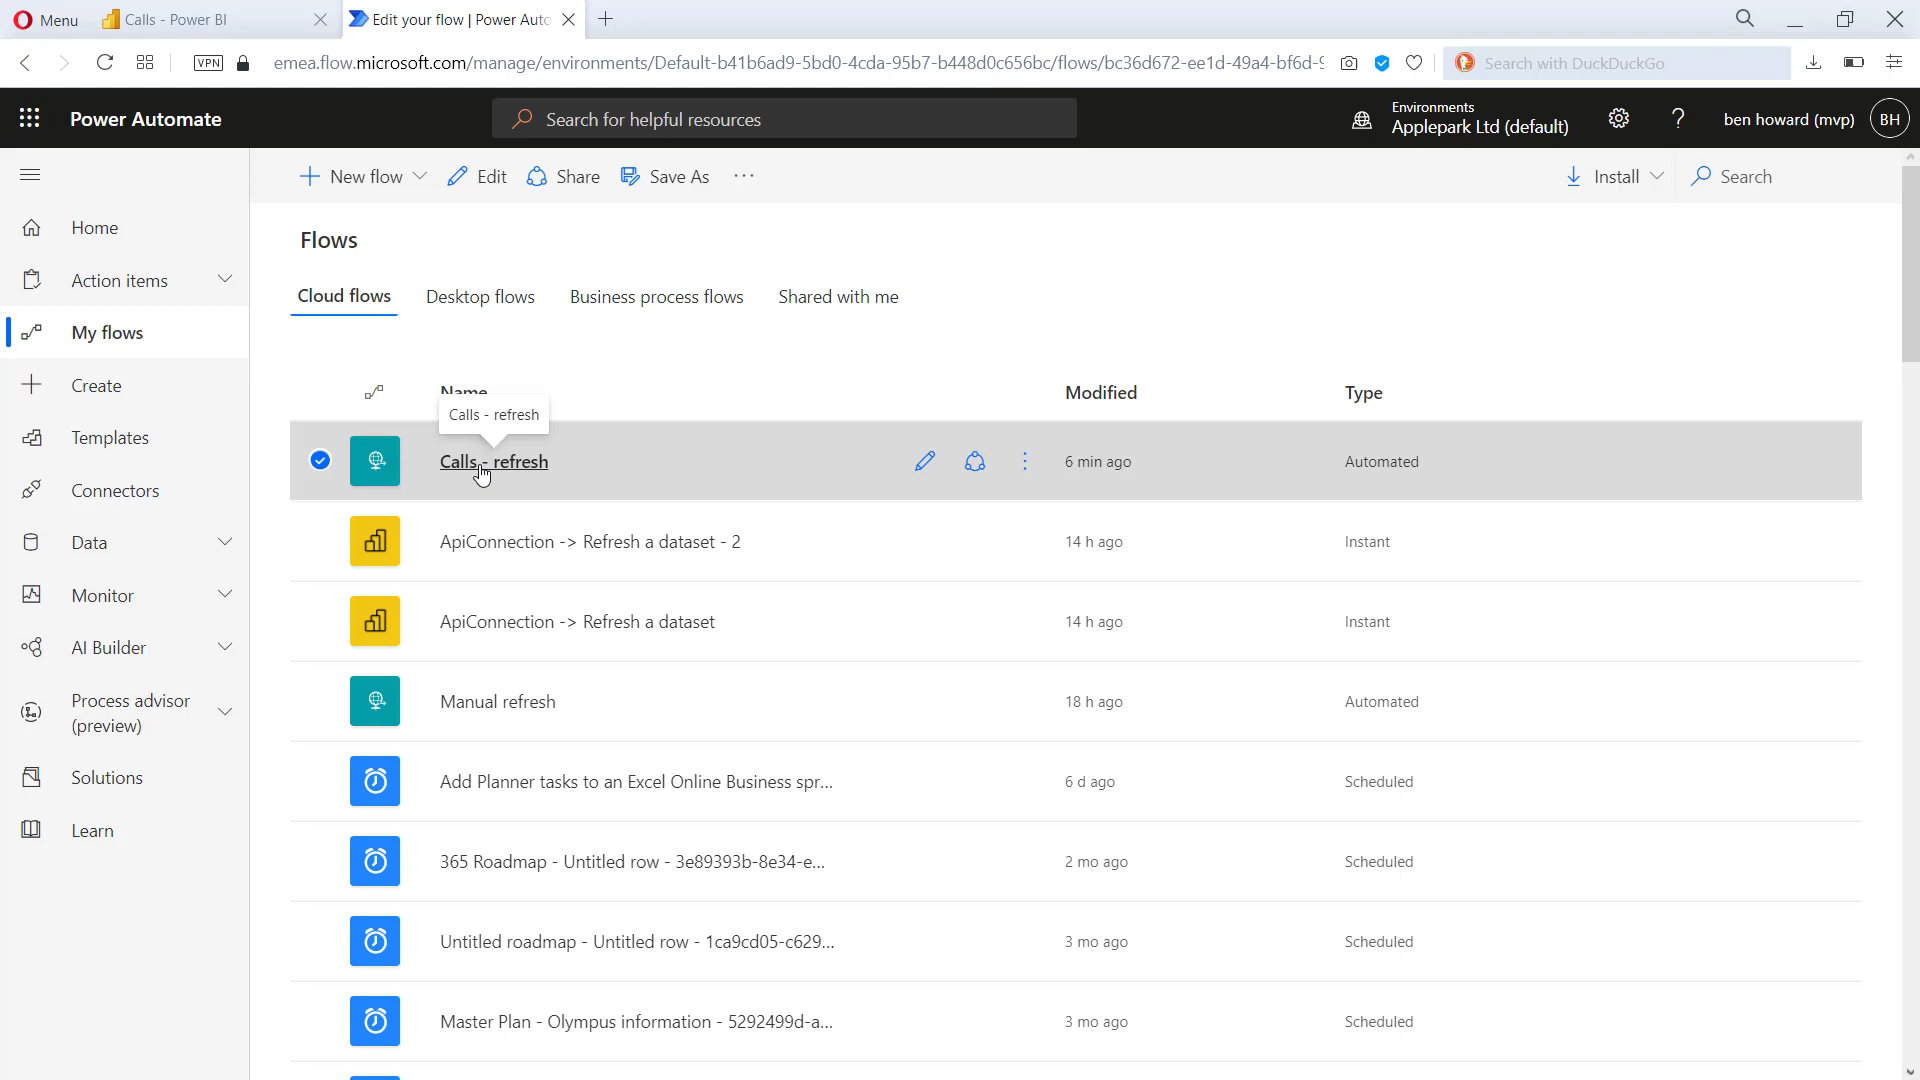 Menu
Calls - Power BI
Edit your flow | Power Auto
VPN
emea.flow.microsoft.com/manage/environments/Default-b41b6ad9-5bd0-4cda-95b7-b448d0c656bc/flows/bc36d672-ee1d-49a4-bf6d-9
Search with DuckDuckGo
Power Automate
Search for helpful resources
Environments
Applepark Ltd (default)
ben howard (mvp)
BH
New flow
Edit
Share
Save As
Install
Search
Home
Action items
My flows
Create
Templates
Connectors
Data
Monitor
AI Builder
Process advisor
(preview)
Solutions
Learn
Flows
Cloud flows
Desktop flows
Business process flows
Shared with me
Name
Modified
Type
Calls - refresh
Calls - refresh
6 min ago
Automated
ApiConnection -> Refresh a dataset - 2
14 h ago
Instant
ApiConnection -> Refresh a dataset
14 h ago
Instant
Manual refresh
18 h ago
Automated
Add Planner tasks to an Excel Online Business spr...
6 d ago
Scheduled
365 Roadmap - Untitled row - 3e89393b-8e34-e...
2 mo ago
Scheduled
Untitled roadmap - Untitled row - 1ca9cd05-c629...
3 mo ago
Scheduled
Master Plan - Olympus information - 5292499d-a...
3 mo ago
Scheduled